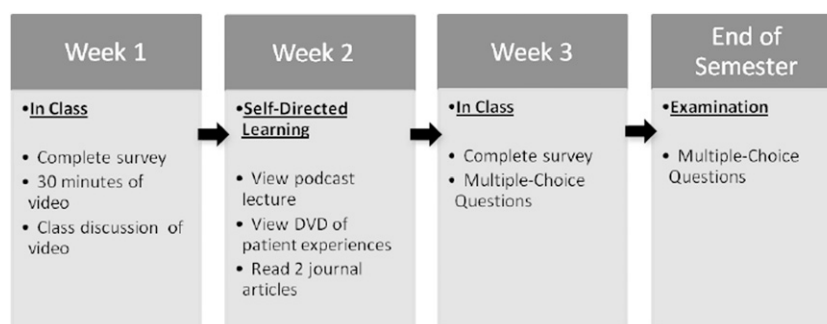 Week 1
•In Class
• Complete survey
• 30 minutes of
video
• Class discussion of
video
Week 2
•Self-Directed
Learning
• View podcast
lecture
• View DVD of
patient experiences
• Read 2 journal
articles
Week 3
•In Class
• Complete survey
• Multiple-Choice
Questions
End of
Semester
•Examination
• Multiple-Choice
Questions